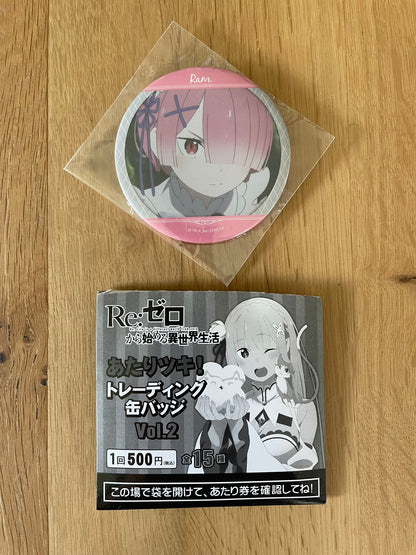 Ram
Re:ゼロ
から始める異世界生活
あたりツキ！
トレーディング
缶バッジ
Vol.2
1回500円(税込)
全15種
この場で袋を開けて、あたり券を確認してね！